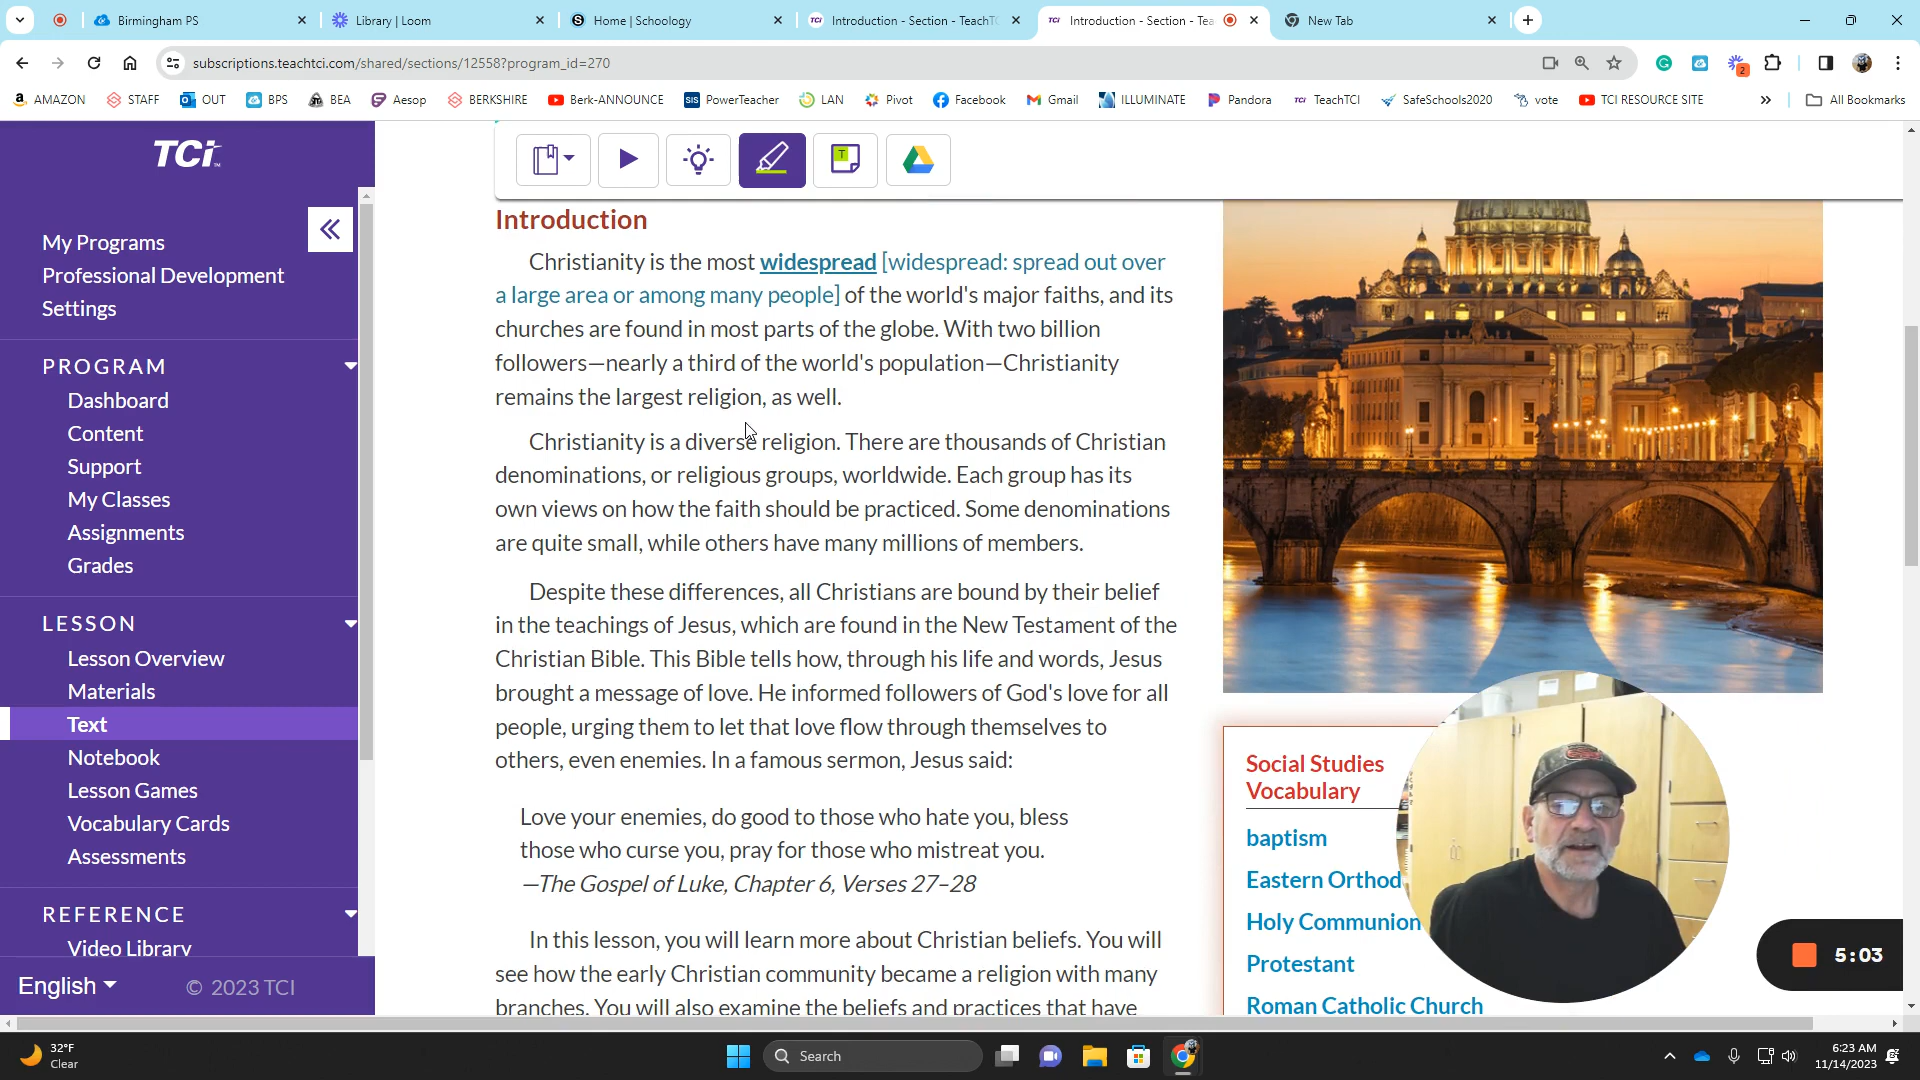 Birmingham PS
Library | Loom
Home | Schoology
Introduction - Section - TeachTC
Introduction - Section - Tea
New Tab
subscriptions.teachtci.com/shared/sections/12558?program_id=270
2
AMAZON
STAFF
OUT
BPS
BEA
Aesop
BERKSHIRE
Berk-ANNOUNCE
SIS PowerTeacher
LAN
Pivot
Facebook
Gmail
ILLUMINATE
Pandora
TCi TeachTCI
SafeSchools2020
vote
TCI RESOURCE SITE
All Bookmarks
TCi
My Programs
Professional Development
Settings
PROGRAM
Dashboard
Content
Support
My Classes
Assignments
Grades
LESSON
Lesson Overview
Materials
Text
Notebook
Lesson Games
Vocabulary Cards
Assessments
REFERENCE
Video Library
English
© 2023 TCI
T
Introduction
Christianity is the most widespread [widespread: spread out over
a large area or among many people] of the world's major faiths, and its
churches are found in most parts of the globe. With two billion
followers—nearly a third of the world's population—Christianity
remains the largest religion, as well.
Christianity is a diverse religion. There are thousands of Christian
denominations, or religious groups, worldwide. Each group has its
own views on how the faith should be practiced. Some denominations
are quite small, while others have many millions of members.
Despite these differences, all Christians are bound by their belief
in the teachings of Jesus, which are found in the New Testament of the
Christian Bible. This Bible tells how, through his life and words, Jesus
brought a message of love. He informed followers of God's love for all
people, urging them to let that love flow through themselves to
others, even enemies. In a famous sermon, Jesus said:
Love your enemies, do good to those who hate you, bless
those who curse you, pray for those who mistreat you.
—The Gospel of Luke, Chapter 6, Verses 27–28
In this lesson, you will learn more about Christian beliefs. You will
see how the early Christian community became a religion with many
branches. You will also examine the beliefs and practices that have
Social Studies
Vocabulary
baptism
Eastern Orthod
Holy Communion
Protestant
Roman Catholic Church
5:03
32°F
Clear
Search
6:23 AM
11/14/2023